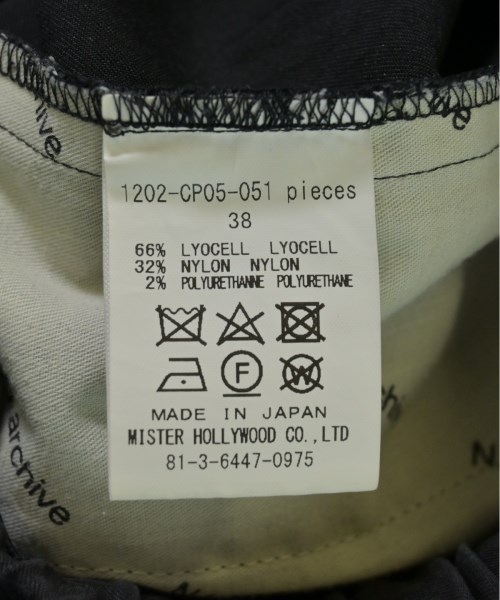 archive
1202-CP05-051 pieces
38
66% LYOCELL LYOCELL
32% NYLON NYLON
2% POLYURETHANNE POLYURETHANE
F
W
MADE IN JAPAN
MISTER HOLLYWOOD CO.,LTD
81-3-6447-0975
archive
N